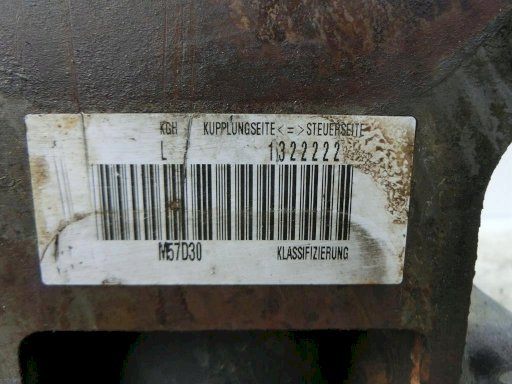 KGH KUPPLUNGSEITE<=>STEUERSEITE
L 1322222
M57D30 KLASSIFIZIERUNG